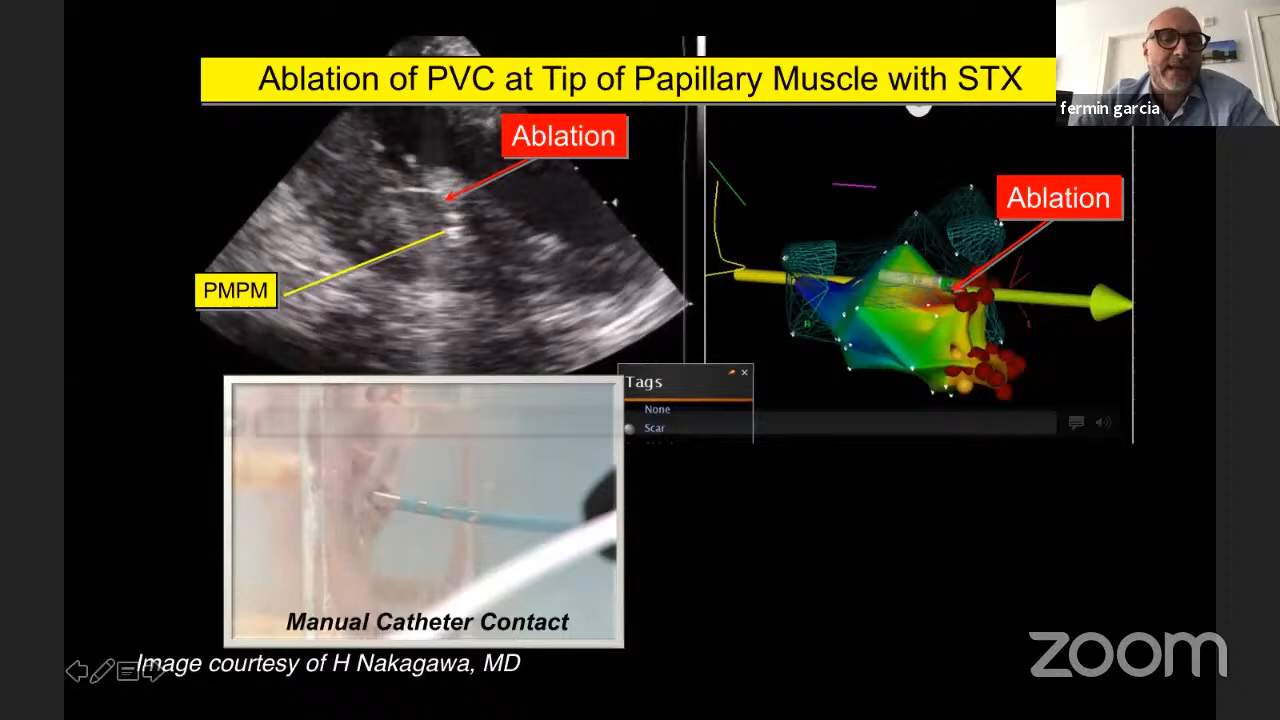 Ablation of PVC at Tip of Papillary Muscle with STX
fermin garcia
Ablation
Ablation
PMPM
R
Tags
None
Scar
Manual Catheter Contact
Image courtesy of H Nakagawa, MD
zoom